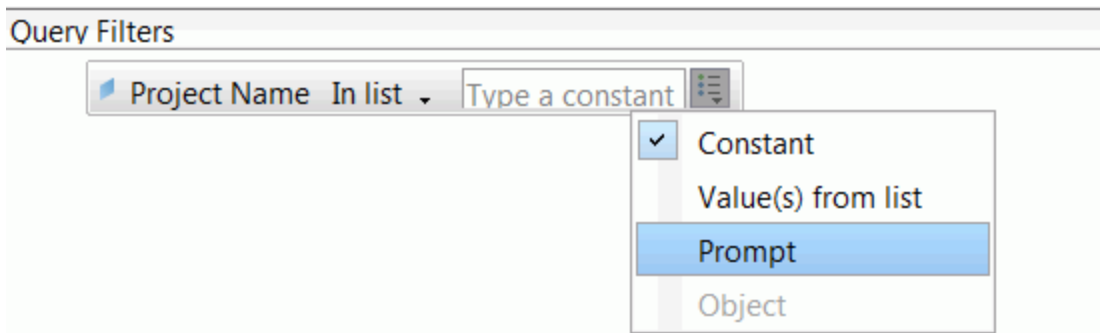 Query Filters
Project Name In list Type a constant
Constant
Value(s) from list
Prompt
Object